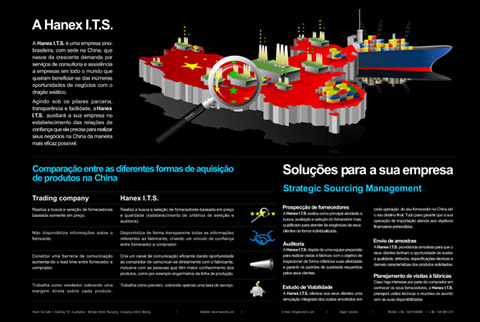 A Hanex I.T.S.
A Hanex I.T.S. é uma empresa sino-
brasileira, com sede na China, que
nasce da crescente demanda por
serviços de consultoria e assistência
a empresas em todo o mundo que
queiram beneficiar-se das inúmeras
oportunidades de negócios com o
dragão asiático.
Agindo sob os pilares parceria,
transparência e facilidade, a Hanex
I.T.S. auxiliará a sua empresa no
estabelecimento das relações de
confiança que ela precisa para realizar
seus negócios na China da maneira
mais eficaz possível.
Comparação entre as diferentes formas de aquisição
de produtos na China
Trading company
Hanex I.T.S.
Realiza a busca e seleção de fornecedores
baseada somente em preço.
Realiza a busca e seleção de fornecedores baseada em preço
e qualidade (estabelecimento de critérios de seleção e
auditoria).
Não disponibiliza informações sobre o
fabricante.
Disponibiliza de forma transparente todas as informações
referentes ao fabricante, criando um vínculo de confiança
entre fornecedor e comprador.
Constitui uma barreira de comunicação
aumentando o lead time entre fornecedor e
comprador.
Cria um canal de comunicação eficiente dando oportunidade
ao comprador de comunicar-se diretamente com o fabricante,
inclusive com as pessoas que têm maior conhecimento dos
produtos, como por exemplo engenheiros da linha de produção.
Trabalha como vendedor cobrando uma
margem direta sobre cada produto.
Trabalha como parceiro, cobrando apenas uma taxa de serviço.
Soluções para a sua empresa
Strategic Sourcing Management
Prospecção de fornecedores
A Hanex I.T.S. realiza como principal atividade a
busca, avaliação e seleção do fornecedor mais
qualificado para atender às exigências de seus
clientes de forma individualizada.
Auditoria
A Hanex I.T.S. dispõe de uma equipe preparada
para realizar visitas à fábricas com o objetivo de
inspecionar de forma criteriosa suas atividades
e garantir os padrões de qualidade requeridos
pelos seus clientes.
Estudo de Viabilidade
A Hanex I.T.S. oferece aos seus clientes uma
simulação integrada dos custos envolvidos em
cada operação do seu fornecedor na China até
o seu destino final. Tudo para garantir que a sua
operação de importação atenda aos objetivos
financeiros pretendidos.
Envio de amostras
A Hanex I.T.S. providencia amostras para que o
seus clientes tenham a oportunidade de avaliar
a qualidade, atributos, especificações técnicas e
demais características dos produtos solicitados.
Planejamento de visitas à fábricas
Caso haja interesse por parte do comprador em
conhecer os seus fornecedores, a Hanex I.T.S.
planejará visitas técnicas e reuniões de acordo
com as suas disponibilidades.